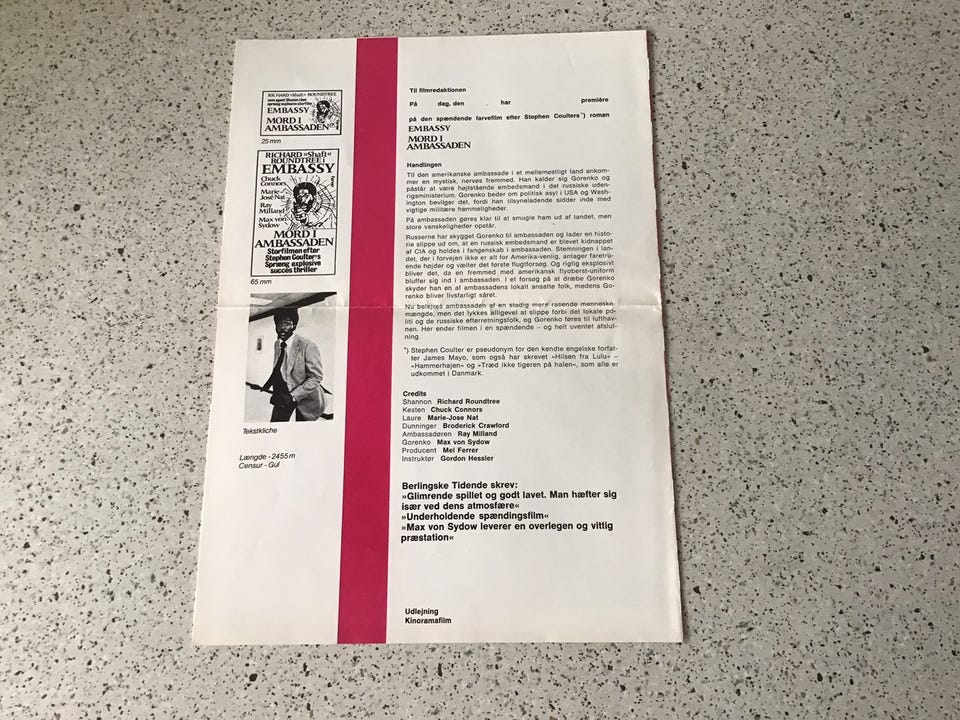 RICHARD »Shaft« ROUNDTREE
EMBASSY
MORD I
AMBASSADEN
25 mm
RICHARD »Shaft«
ROUNDTREE i
EMBASSY
Chuck
Connors
Marie-
José Nat
Ray
Milland
Max von
Sydow
MORD I
AMBASSADEN
Storfilmen efter
Stephen Coulter's
Spræng explosive
succes thriller
65 mm
Tekstkliche
Længde - 2455 m
Censur - Gul
Til filmredaktionen
På dag, den har première
på den spændende farvefilm efter Stephen Coulters*) roman
EMBASSY
MORD I
AMBASSADEN
Handlingen
Til den amerikanske ambassade i et mellemøstligt land ankom-
mer en mystisk, nervøs fremmed. Han kalder sig Gorenko og
påstår at være højtstående embedsmand i det russiske uden-
rigsministerium. Gorenko beder om politisk asyl i USA og Wash-
ington bevilger det, fordi han tilsyneladende sidder inde med
vigtige militære hemmeligheder.
På ambassaden gøres klar til at smugle ham ud af landet, men
store vanskeligheder opstår.
Russerne har skygget Gorenko til ambassaden og lader en histo-
rie slippe ud om, at en russisk embedsmand er blevet kidnappet
af CIA og holdes i fangenskab i ambassaden. Stemningen i lan-
det, der i forvejen ikke er alt for Amerika-venlig, antager faretru-
ende højder og vælter det første flugtforsøg. Og rigtig eksplosivt
bliver det, da en fremmed med amerikansk flyoberst-uniform
bluffer sig ind i ambassaden. I et forsøg på at dræbe Gorenko
skyder han en af ambassadens lokalt ansatte folk, medens Go-
renko bliver livsfarligt såret.
Nu belejres ambassaden af en stadig mere rasende menneske-
mængde, men det lykkes alligevel at slippe forbi det lokale po-
liti og de russiske efterretningsfolk, og Gorenko føres til lufthav-
nen. Her ender filmen i en spændende – og helt uventet afslut-
ning.
*) Stephen Coulter er pseudonym for den kendte engelske forfat-
ter James Mayo, som også har skrevet »Hilsen fra Lulu« –
»Hammerhajen« og »Træd ikke tigeren på halen«, som alle er
udkommet i Danmark.
Credits
Shannon Richard Roundtree
Kesten Chuck Connors
Laure Marie-Jose Nat
Dunninger Broderick Crawford
Ambassadøren Ray Milland
Gorenko Max von Sydow
Producent Mel Ferrer
Instruktør Gordon Hessler
Berlingske Tidende skrev:
»Glimrende spillet og godt lavet. Man hæfter sig
især ved dens atmosfære«
»Underholdende spændingsfilm«
»Max von Sydow leverer en overlegen og vittig
præstation«
Udlejning
Kinoramafilm